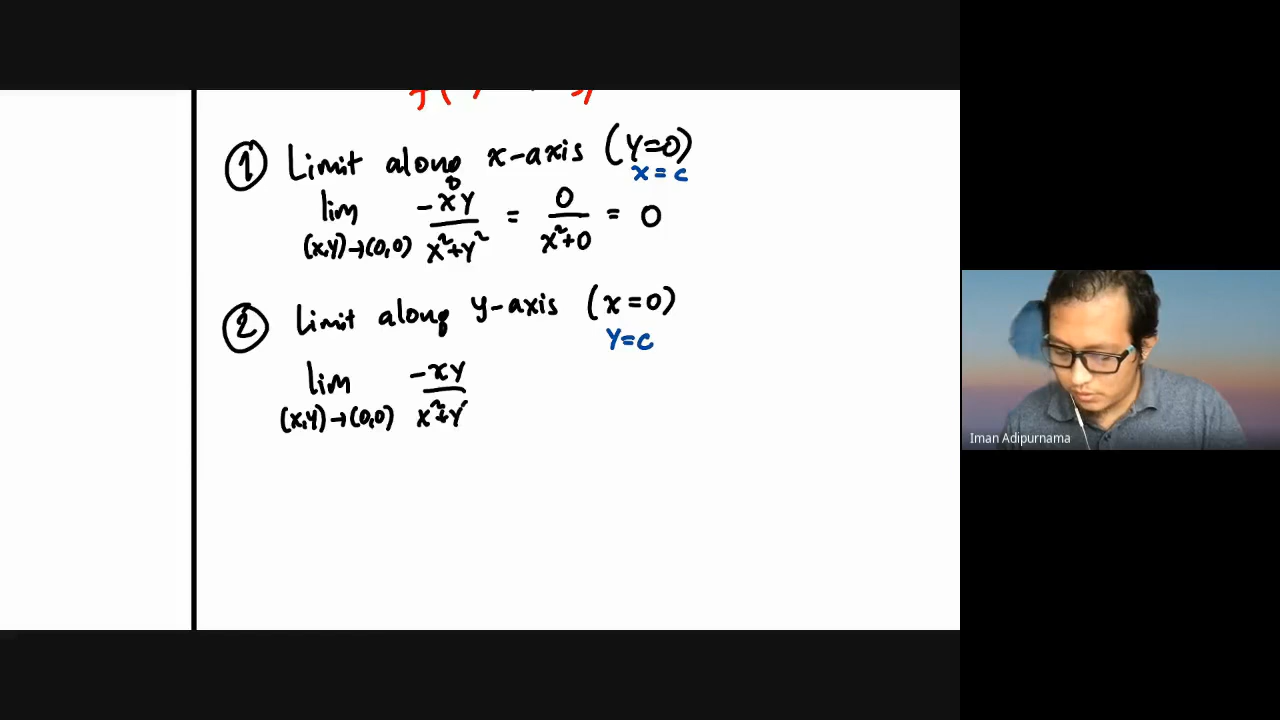 ① Limit along x-axis (Y=0)
x = c
lim -xY / x²+Y² = 0 / x²+0 = 0
(x,Y)→(0,0)
② Limit along y-axis (x=0)
Y=c
lim -xY / x²+Y
(x,Y)→(0,0)
Iman Adipurnama